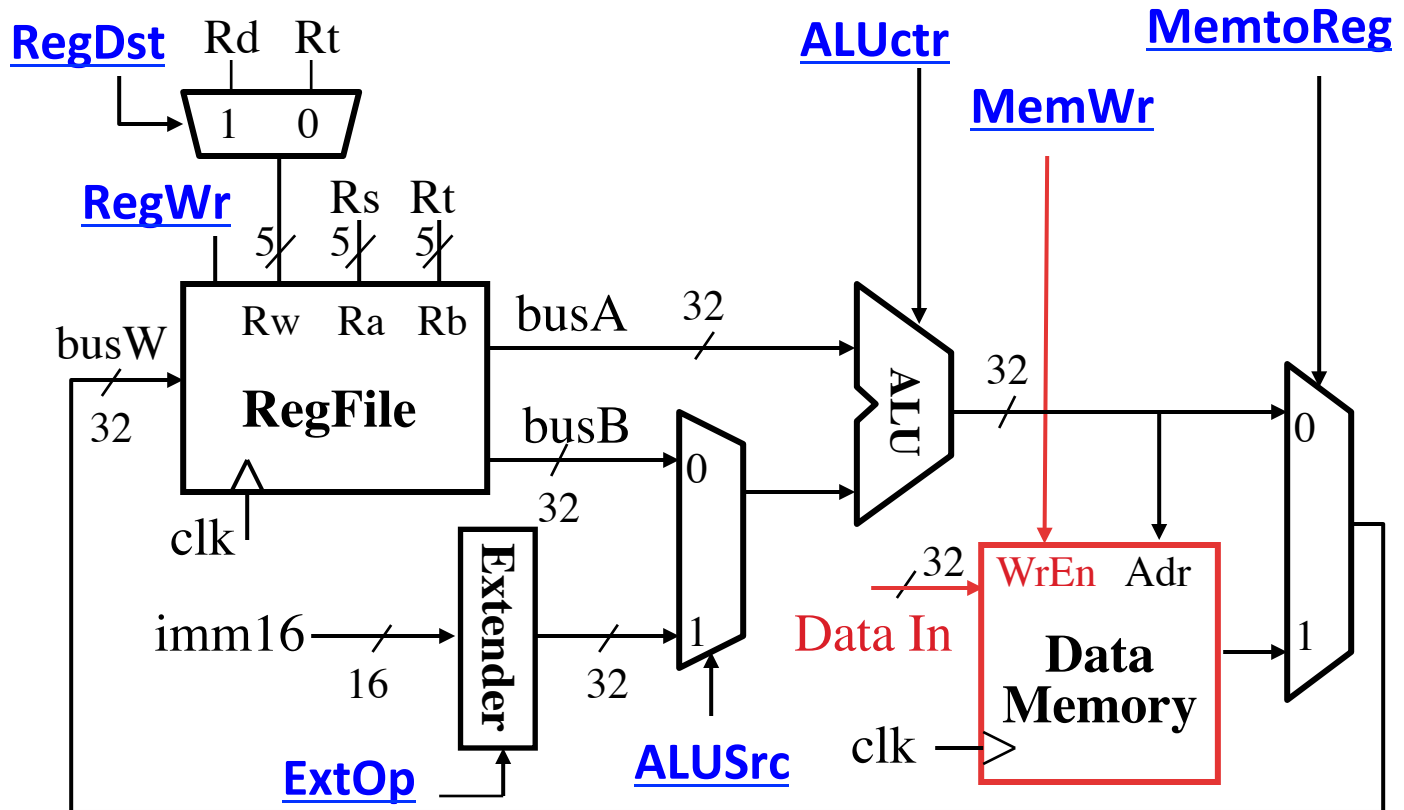 RegDst
Rd Rt
ALUctr
MemtoReg
1 0
MemWr
RegWr
Rs Rt
5 5 5
busW
32
Rw Ra Rb
RegFile
clk
busA
32
busB
32
ALU
32
0
1
imm16
16
Extender
32
ExtOp
ALUSrc
32
Data In
WrEn Adr
Data
Memory
clk
0
1